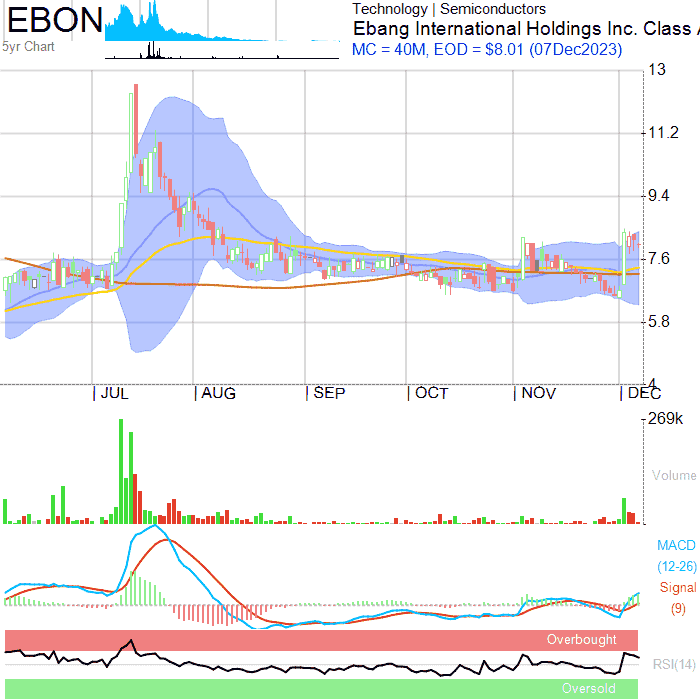 EBON
5yr Chart
Technology | Semiconductors
Ebang International Holdings Inc. Class A
MC = 40M, EOD = $8.01 (07Dec2023)
13
11.2
9.4
7.6
5.8
4
JUL AUG SEP OCT NOV DEC
269k
Volume
MACD
(12-26)
Signal
(9)
Overbought
RSI(14)
Oversold